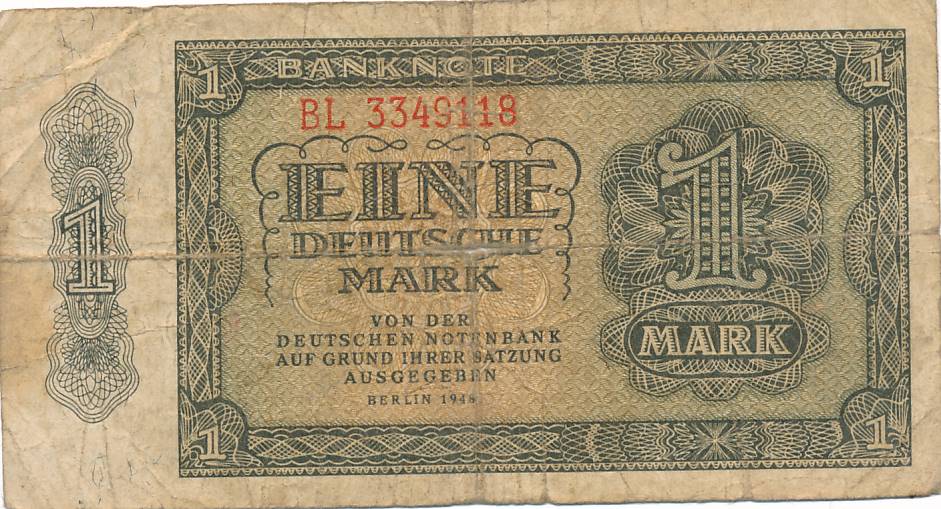 1 BANKNOTE 1
BL 3349118
EINE
DEUTSCHE
MARK
VON DER
DEUTSCHEN NOTENBANK
AUF GRUND IHRER SATZUNG
AUSGEGEBEN
BERLIN 1948
1
1
MARK
1 1